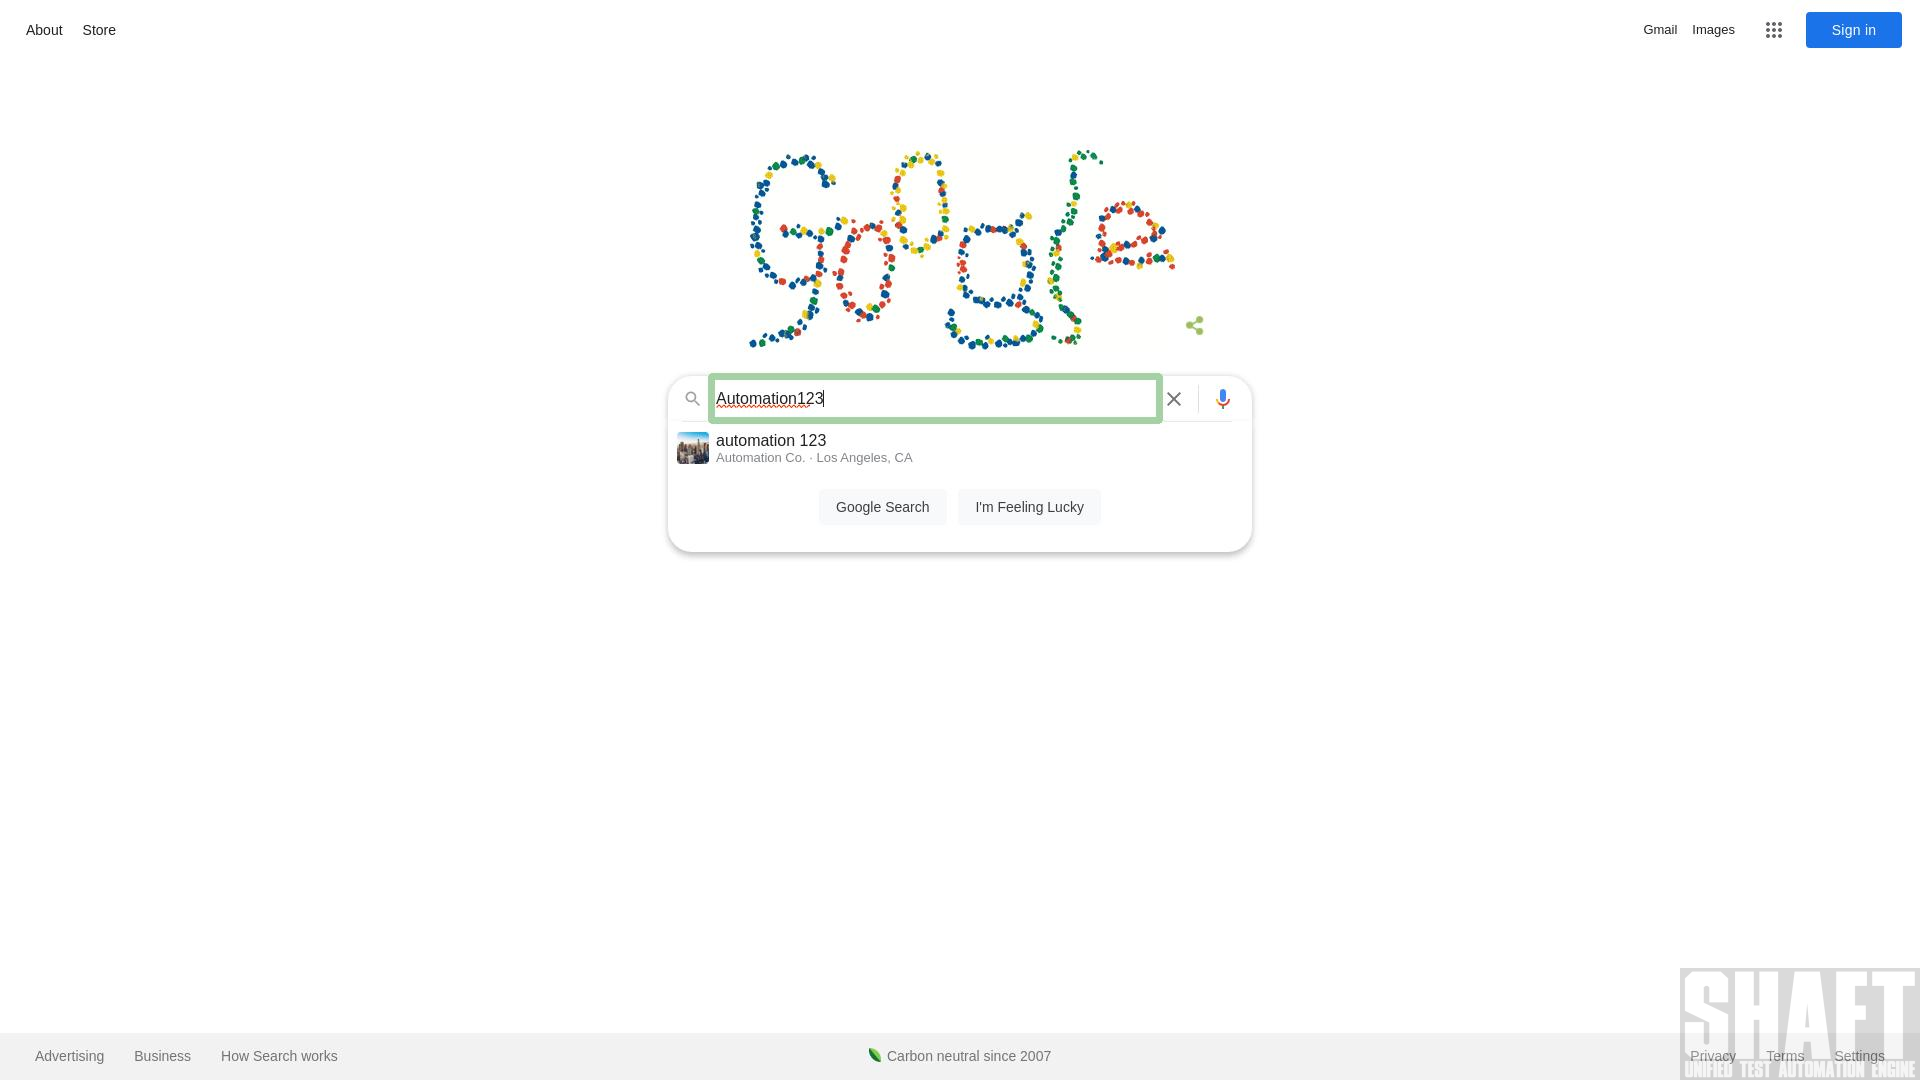 About Store
Gmail Images Sign in
Google
Automation123
automation 123
Automation Co. · Los Angeles, CA
Google Search I'm Feeling Lucky
SHAFT
UNIFIED TEST AUTOMATION ENGINE
Advertising Business How Search works Carbon neutral since 2007 Privacy Terms Settings